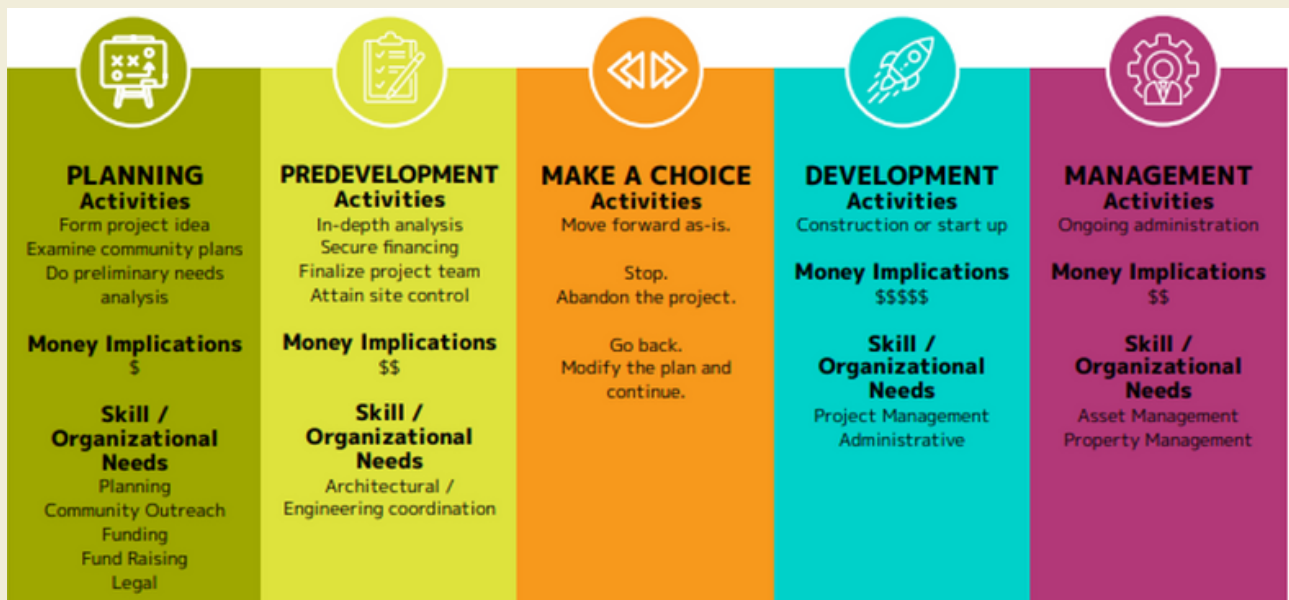 PLANNING
Activities
Form project idea
Examine community plans
Do preliminary needs
analysis
Money Implications
$
Skill /
Organizational
Needs
Planning
Community Outreach
Funding
Fund Raising
Legal
PREDEVELOPMENT
Activities
In-depth analysis
Secure financing
Finalize project team
Attain site control
Money Implications
$$
Skill /
Organizational
Needs
Architectural /
Engineering coordination
MAKE A CHOICE
Activities
Move forward as-is.
Stop.
Abandon the project.
Go back.
Modify the plan and
continue.
DEVELOPMENT
Activities
Construction or start up
Money Implications
$$$$$
Skill /
Organizational
Needs
Project Management
Administrative
MANAGEMENT
Activities
Ongoing administration
Money Implications
$$
Skill /
Organizational
Needs
Asset Management
Property Management